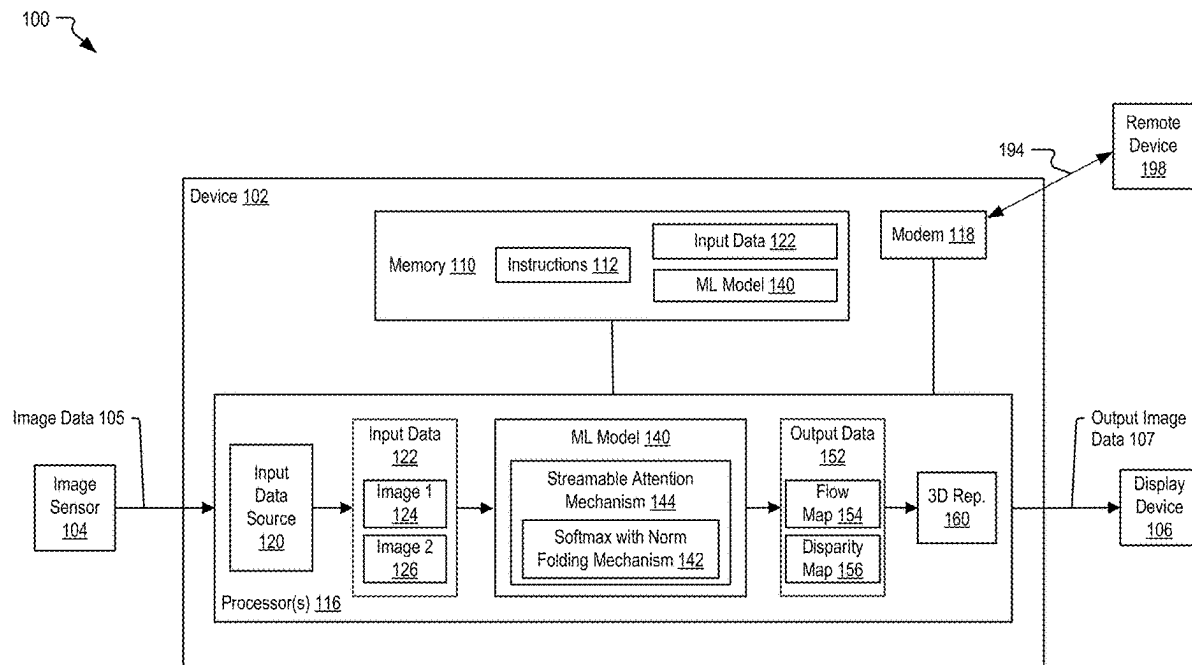 100
Remote
Device
198
194
Device 102
Memory 110
Instructions 112
Input Data 122
ML Model 140
Modem 118
Image Data 105
Image
Sensor
104
Input
Data
Source
120
Input Data
122
Image 1
124
Image 2
126
ML Model 140
Streamable Attention
Mechanism 144
Softmax with Norm
Folding Mechanism 142
Output Data
152
Flow
Map 154
Disparity
Map 156
3D Rep.
160
Processor(s) 116
Output Image
Data 107
Display
Device
106